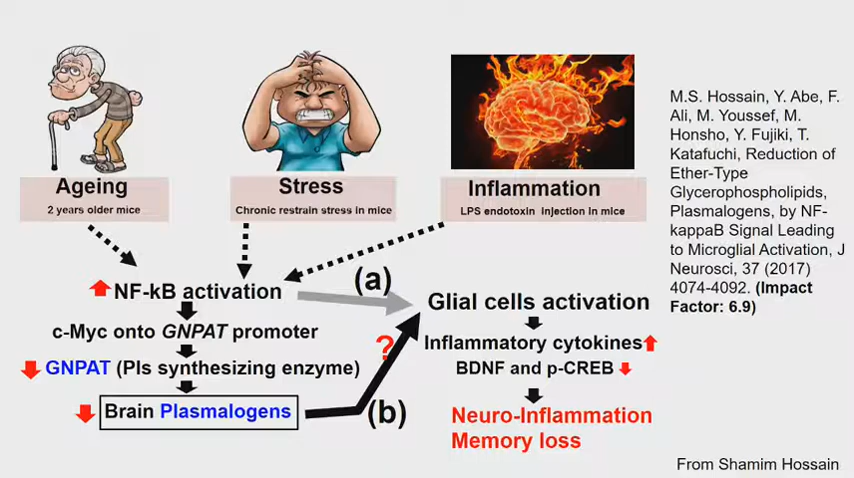 Ageing
2 years older mice
Stress
Chronic restrain stress in mice
Inflammation
LPS endotoxin injection in mice
NF-kB activation
(a)
c-Myc onto GNPAT promoter
GNPAT (PIs synthesizing enzyme)
Brain Plasmalogens
?
(b)
Glial cells activation
Inflammatory cytokines
BDNF and p-CREB
Neuro-Inflammation
Memory loss
M.S. Hossain, Y. Abe, F.
Ali, M. Youssef, M.
Honsho, Y. Fujiki, T.
Katafuchi, Reduction of
Ether-Type
Glycerophospholipids,
Plasmalogens, by NF-
kappaB Signal Leading
to Microglial Activation, J
Neurosci, 37 (2017)
4074-4092. (Impact
Factor: 6.9)
From Shamim Hossain